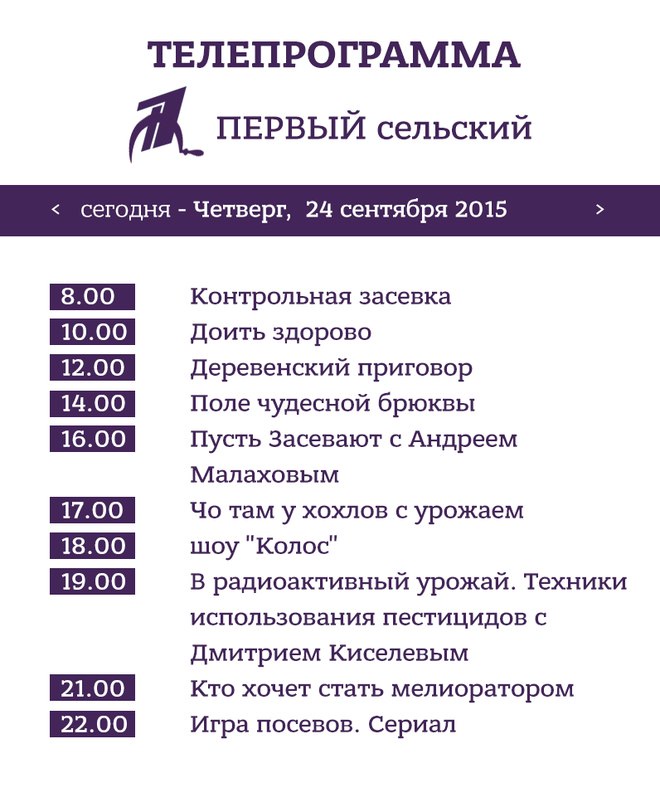 ТЕЛЕПРОГРАММА
ПЕРВЫЙ сельский
< сегодня - Четверг, 24 сентября 2015 >
8.00 Контрольная засевка
10.00 Доить здорово
12.00 Деревенский приговор
14.00 Поле чудесной брюквы
16.00 Пусть Засевают с Андреем
Малаховым
17.00 Чо там у хохлов с урожаем
18.00 шоу "Колос"
19.00 В радиоактивный урожай. Техники
использования пестицидов с
Дмитрием Киселевым
21.00 Кто хочет стать мелиоратором
22.00 Игра посевов. Сериал